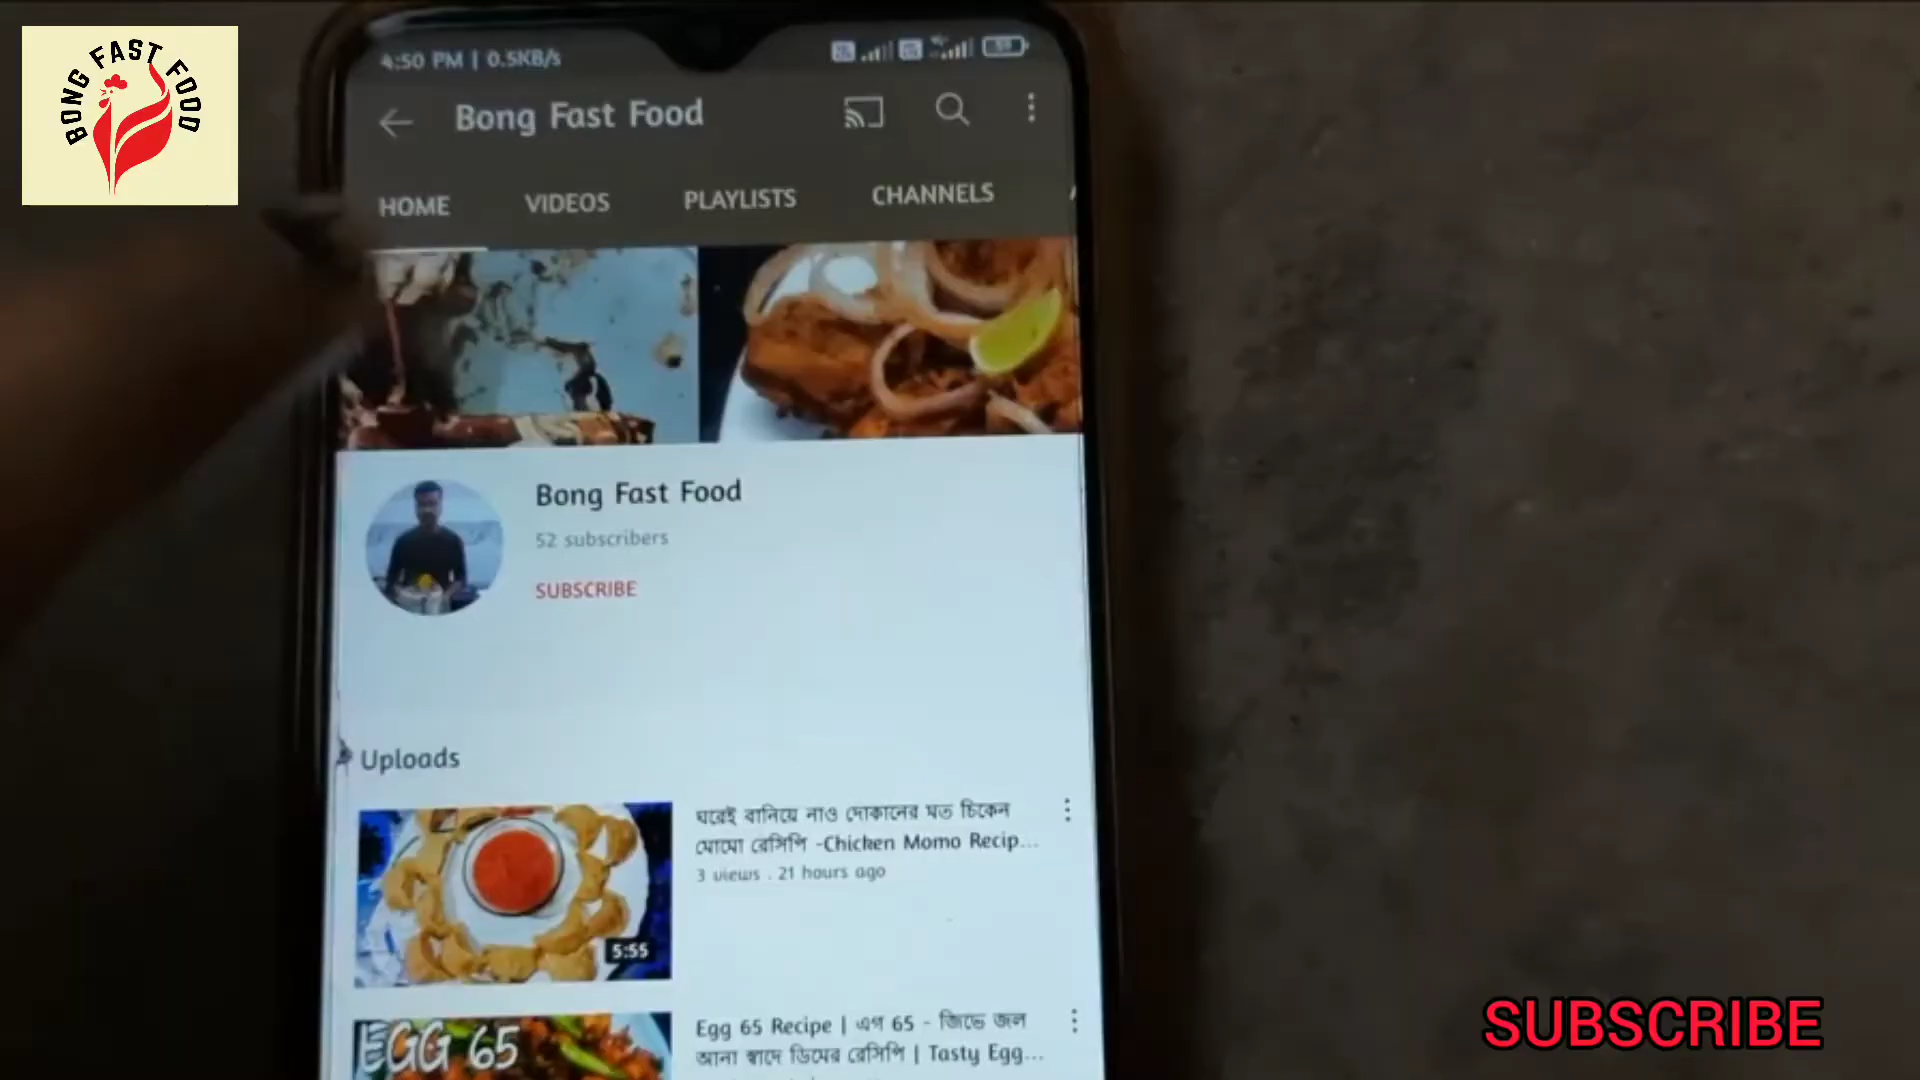 BONG FAST FOOD
4:50 PM | 0.5KB/s
Bong Fast Food
HOME VIDEOS PLAYLISTS CHANNELS
Bong Fast Food
52 subscribers
SUBSCRIBE
Uploads
ঘরেই বানিয়ে নাও দোকানের মত চিকেন
মোমো রেসিপি -Chicken Momo Recip...
3 views . 21 hours ago
5:55
EGG 65
Egg 65 Recipe | এগ 65 - জিভে জল
আনা স্বাদে ডিমের রেসিপি | Tasty Egg...
SUBSCRIBE